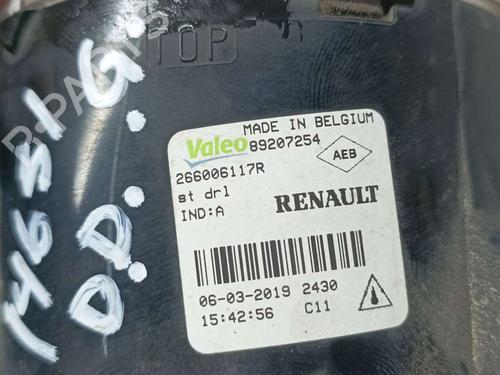 TOP
MADE IN BELGIUM
Valeo 89207254
266006117R
AEB
st drl
IND:A
RENAULT
06-03-2019 2430
15:42:56 C11
B-PARTS